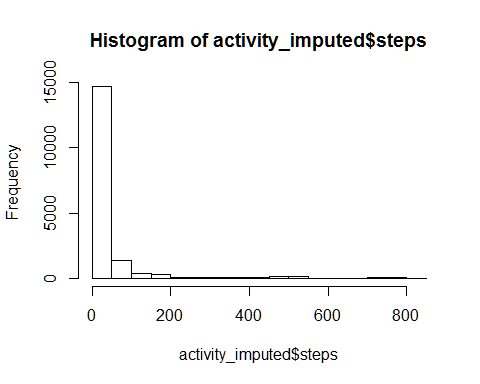 Histogram of activity_imputed$steps
Frequency
15000
10000
5000
0
0 200 400 600 800
activity_imputed$steps